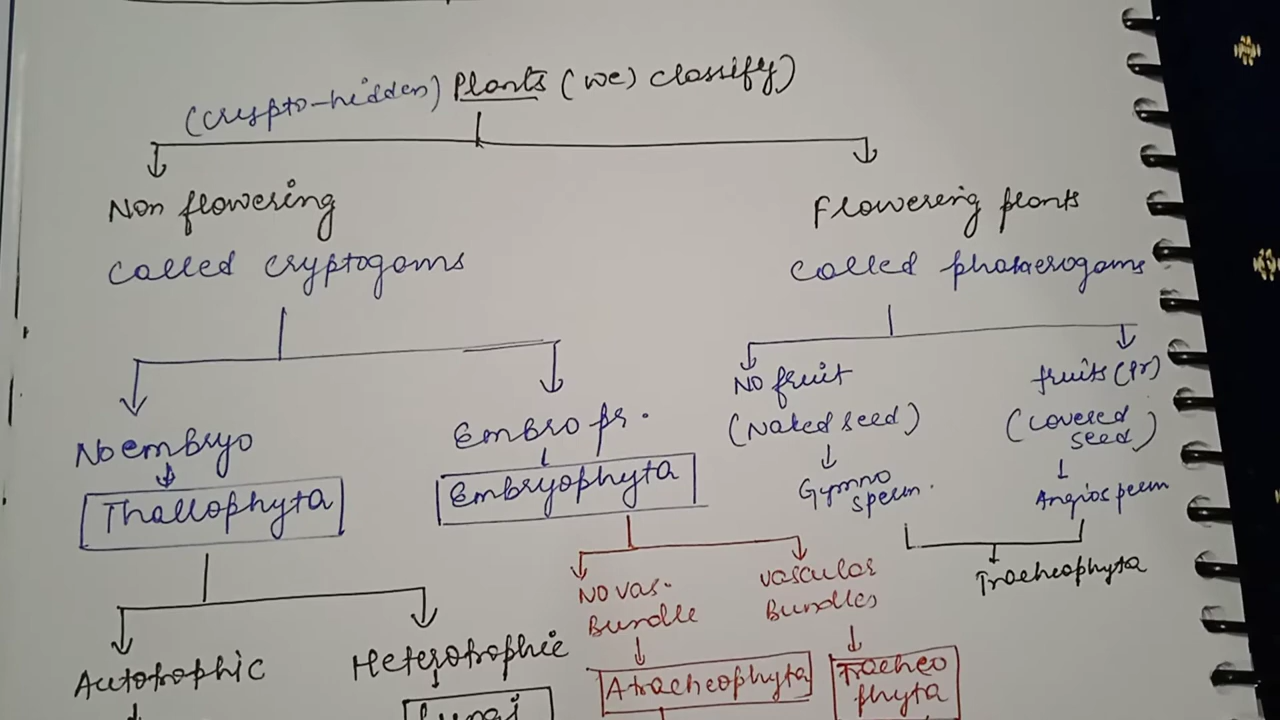 (crypto-hidden) Plants (we) classify)
Non flowering
called cryptogams
Flowering plants
called phanerogams
No embryo
Thallophyta
Embro pr.
Embryophyta
No fruit
(Naked seed)
Gymno
sperm.
fruits (Pr)
(covered
seed)
Angiosperm
Tracheophyta
Autotrophic
Heterotrophic
fungi
No vas.
Bundle
Atracheophyta
vascular
Bundles
Tracheo
phyta